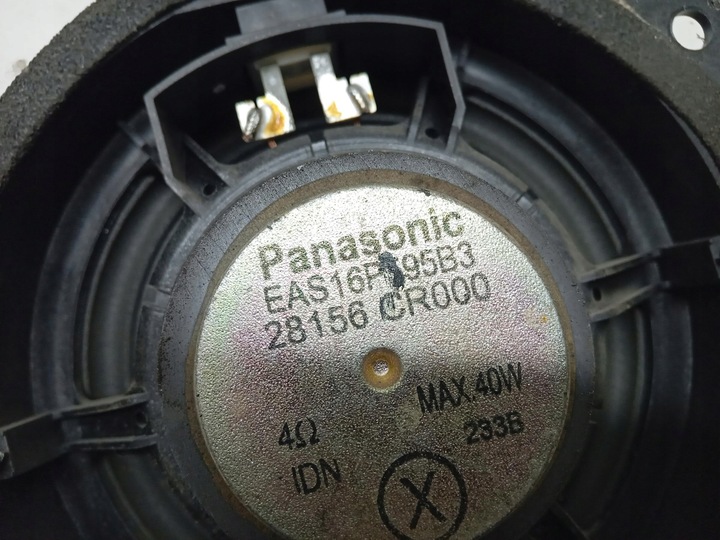 Panasonic
28156 CR000
MAX.40W
4Ω
233B
IDN
X